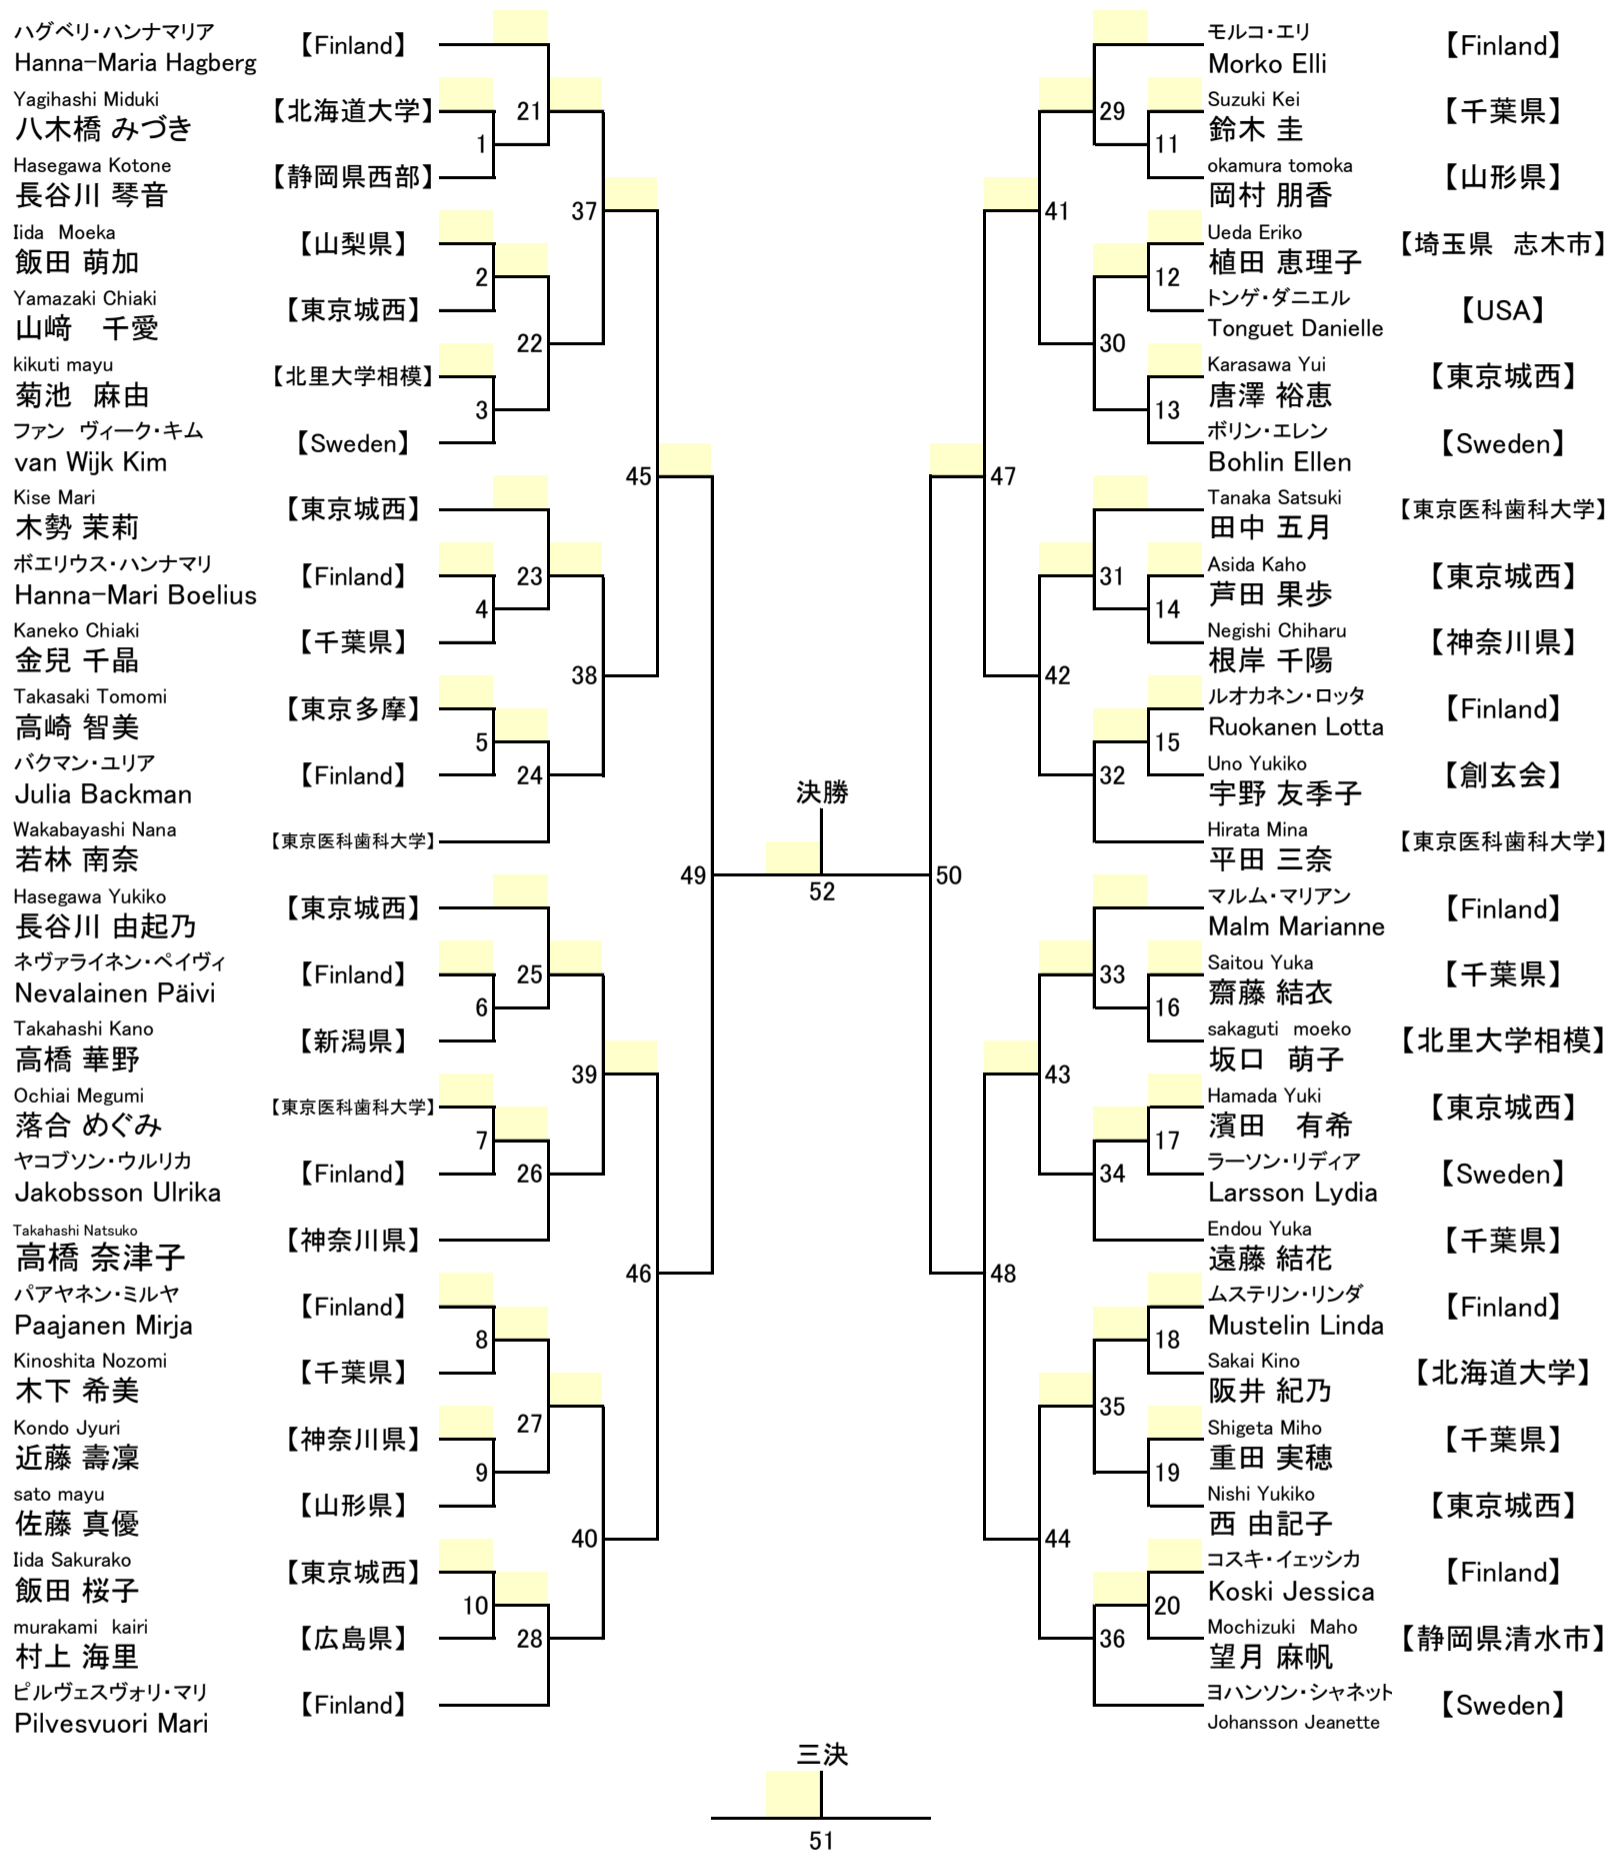 ハグベリ・ハンナマリア
Hanna-Maria Hagberg
【Finland】
Yagihashi Miduki
八木橋 みづき
【北海道大学】
Hasegawa Kotone
長谷川 琴音
【静岡県西部】
Iida Moeka
飯田 萌加
【山梨県】
Yamazaki Chiaki
山﨑　千愛
【東京城西】
kikuti mayu
菊池　麻由
【北里大学相模】
ファン　ヴィーク・キム
van Wijk Kim
【Sweden】
Kise Mari
木勢 茉莉
【東京城西】
ボエリウス・ハンナマリ
Hanna-Mari Boelius
【Finland】
Kaneko Chiaki
金兒 千晶
【千葉県】
Takasaki Tomomi
高崎 智美
【東京多摩】
バクマン・ユリア
Julia Backman
【Finland】
Wakabayashi Nana
若林 南奈
【東京医科歯科大学】
Hasegawa Yukiko
長谷川 由起乃
【東京城西】
ネヴァライネン・ペイヴィ
Nevalainen Päivi
【Finland】
Takahashi Kano
高橋 華野
【新潟県】
Ochiai Megumi
落合 めぐみ
【東京医科歯科大学】
ヤコブソン・ウルリカ
Jakobsson Ulrika
【Finland】
Takahashi Natsuko
高橋 奈津子
【神奈川県】
パアヤネン・ミルヤ
Paajanen Mirja
【Finland】
Kinoshita Nozomi
木下 希美
【千葉県】
Kondo Jyuri
近藤 壽凜
【神奈川県】
sato mayu
佐藤 真優
【山形県】
Iida Sakurako
飯田 桜子
【東京城西】
murakami kairi
村上 海里
【広島県】
ピルヴェスヴォリ・マリ
Pilvesvuori Mari
【Finland】
1
2
3
4
5
6
7
8
9
10
21
22
23
24
25
26
27
28
37
38
39
40
45
46
49
決勝
52
三決
51
50
47
48
41
42
43
44
29
30
31
32
33
34
35
36
11
12
13
14
15
16
17
18
19
20
モルコ・エリ
Morko Elli
【Finland】
Suzuki Kei
鈴木 圭
【千葉県】
okamura tomoka
岡村 朋香
【山形県】
Ueda Eriko
植田 恵理子
【埼玉県　志木市】
トンゲ・ダニエル
Tonguet Danielle
【USA】
Karasawa Yui
唐澤 裕恵
【東京城西】
ボリン・エレン
Bohlin Ellen
【Sweden】
Tanaka Satsuki
田中 五月
【東京医科歯科大学】
Asida Kaho
芦田 果歩
【東京城西】
Negishi Chiharu
根岸 千陽
【神奈川県】
ルオカネン・ロッタ
Ruokanen Lotta
【Finland】
Uno Yukiko
宇野 友季子
【創玄会】
Hirata Mina
平田 三奈
【東京医科歯科大学】
マルム・マリアン
Malm Marianne
【Finland】
Saitou Yuka
齋藤 結衣
【千葉県】
sakaguti moeko
坂口　萌子
【北里大学相模】
Hamada Yuki
濱田　有希
【東京城西】
ラーソン・リディア
Larsson Lydia
【Sweden】
Endou Yuka
遠藤 結花
【千葉県】
ムステリン・リンダ
Mustelin Linda
【Finland】
Sakai Kino
阪井 紀乃
【北海道大学】
Shigeta Miho
重田 実穂
【千葉県】
Nishi Yukiko
西 由記子
【東京城西】
コスキ・イェッシカ
Koski Jessica
【Finland】
Mochizuki Maho
望月 麻帆
【静岡県清水市】
ヨハンソン・シャネット
Johansson Jeanette
【Sweden】